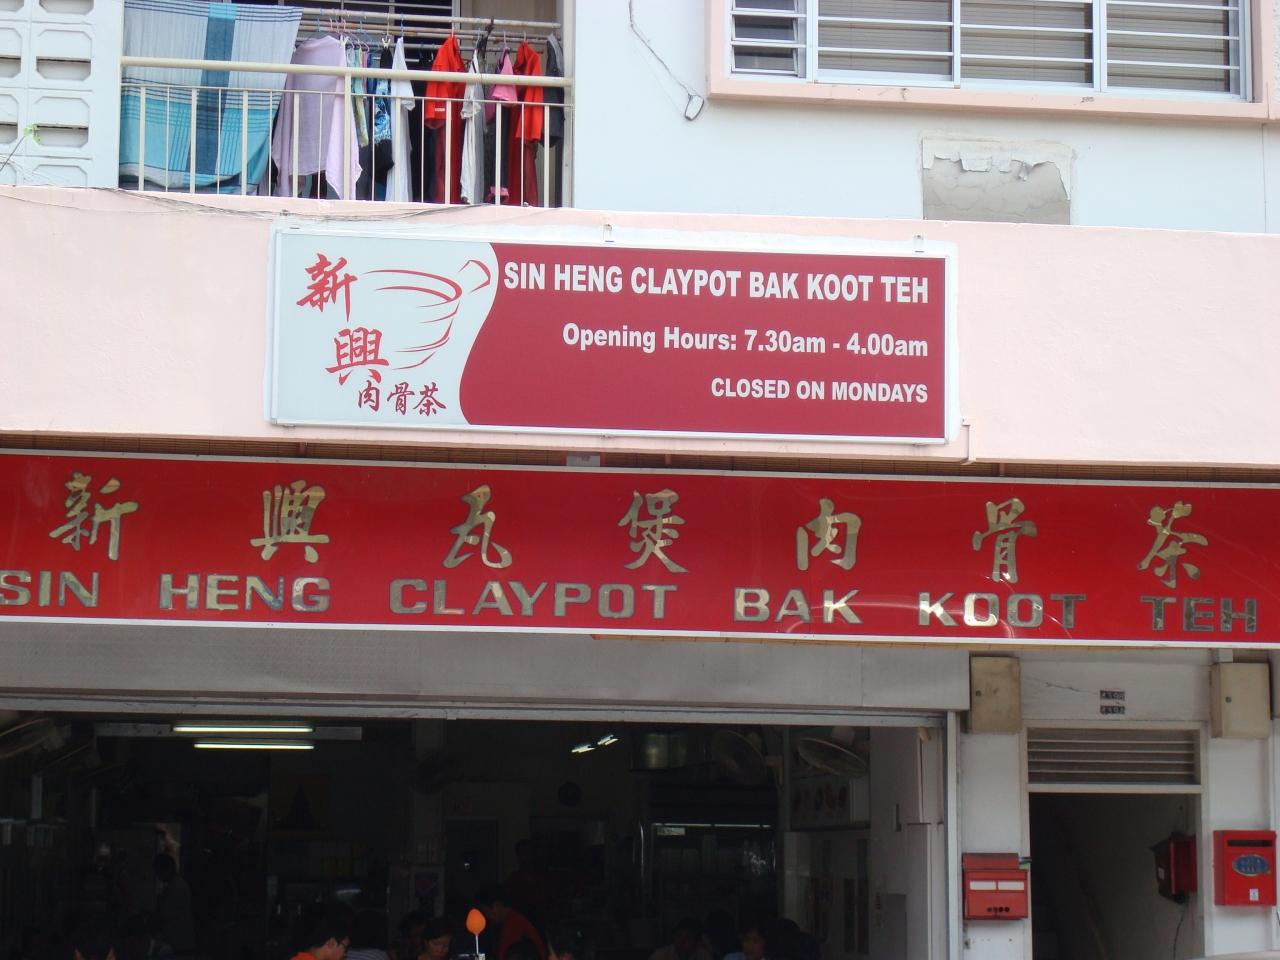 新
興
肉骨茶
SIN HENG CLAYPOT BAK KOOT TEH
Opening Hours: 7.30am - 4.00am
CLOSED ON MONDAYS
新興瓦煲肉骨茶
SIN HENG CLAYPOT BAK KOOT TEH